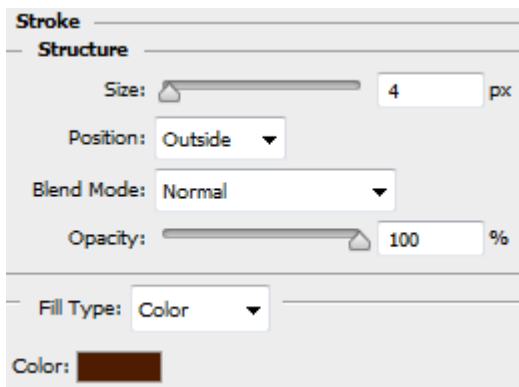 Stroke
Structure
Size: 4 px
Position: Outside
Blend Mode: Normal
Opacity: 100 %
Fill Type: Color
Color: